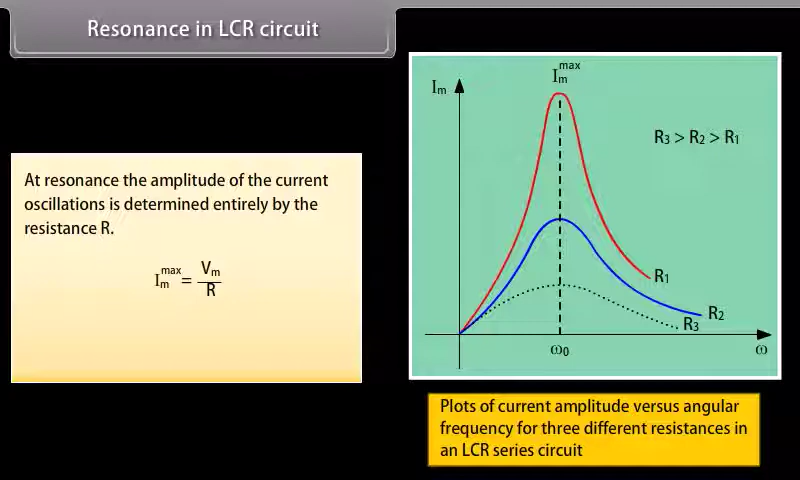 Resonance in LCR circuit
At resonance the amplitude of the current
oscillations is determined entirely by the
resistance R.
I_m^max = V_m / R
I_m^max
I_m
R₃ > R₂ > R₁
R₁
R₂
R₃
ω₀
ω
Plots of current amplitude versus angular
frequency for three different resistances in
an LCR series circuit